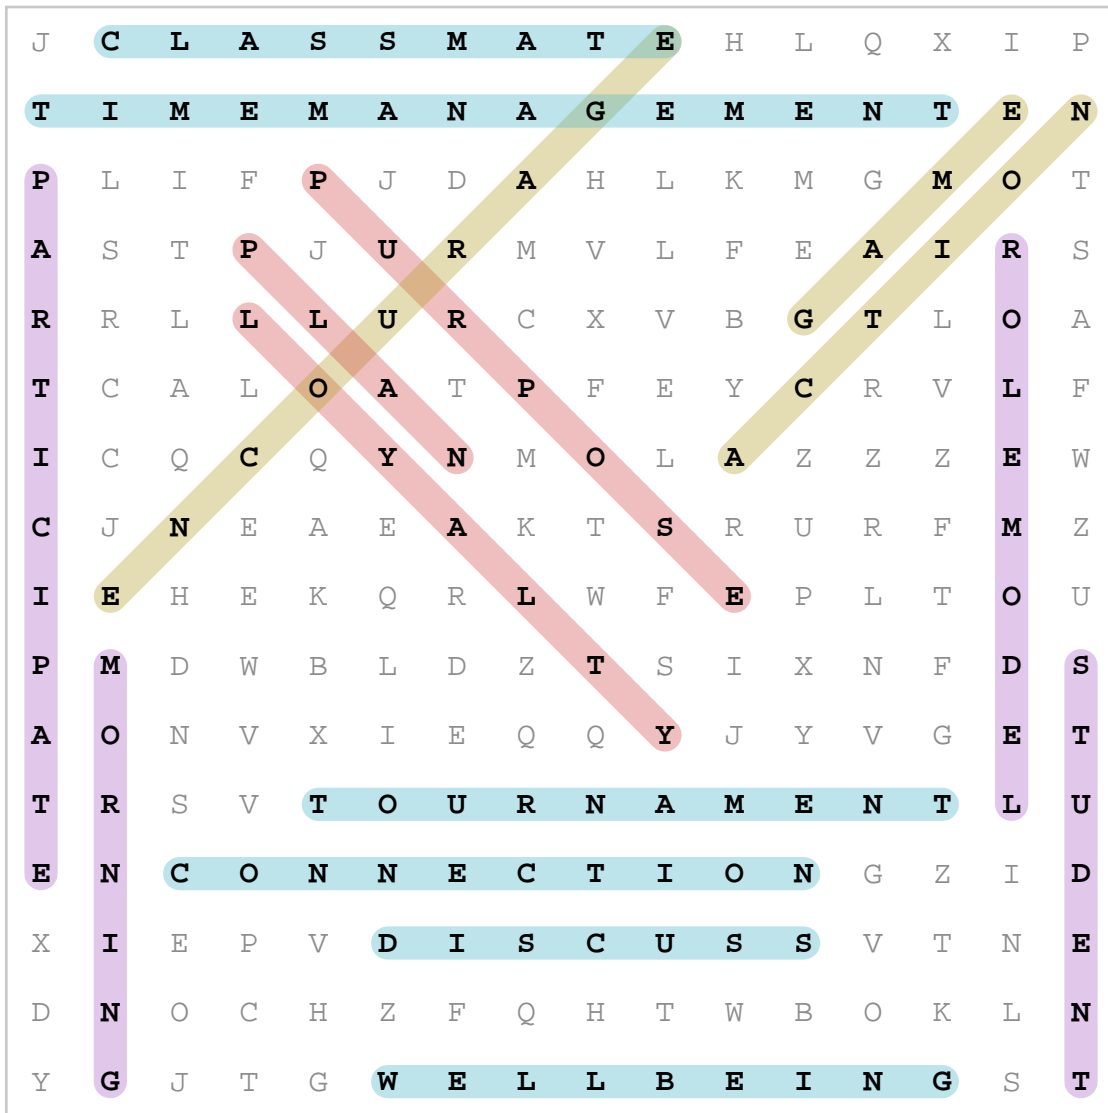 J C L A S S M A T E H L Q X I P
T I M E M A N A G E M E N T E N
P L I F P J D A H L K M G M O T
A S T P J U R M V L F E A I R S
R R L L L U R C X V B G T L O A
T C A L O A T P F E Y C R V L F
I C Q C Q Y N M O L A Z Z Z E W
C J N E A E A K T S R U R F M Z
I E H E K Q R L W F E P L T O U
P M D W B L D Z T S I X N F D S
A O N V X I E Q Q Y J Y V G E T
T R S V T O U R N A M E N T L U
E N C O N N E C T I O N G Z I D
X I E P V D I S C U S S V T N E
D N O C H Z F Q H T W B O K L N
Y G J T G W E L L B E I N G S T